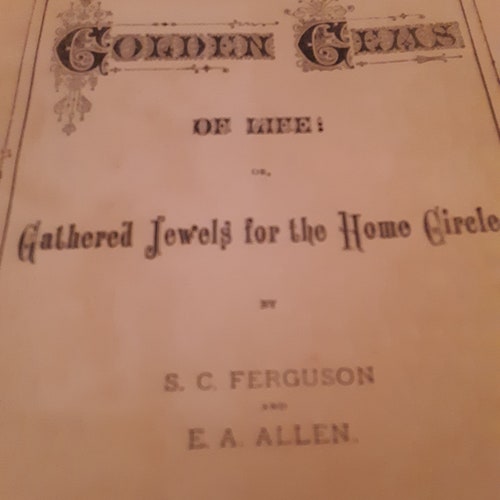 GOLDEN GEMS
OF LIFE:
OR,
Gathered Jewels for the Home Circle
BY
S. C. FERGUSON
AND
E. A. ALLEN.